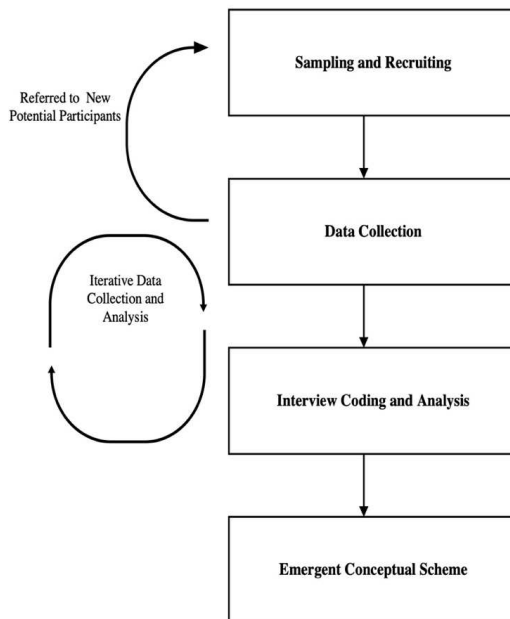 Sampling and Recruiting
Referred to New
Potential Participants
Data Collection
Iterative Data
Collection and
Analysis
Interview Coding and Analysis
Emergent Conceptual Scheme